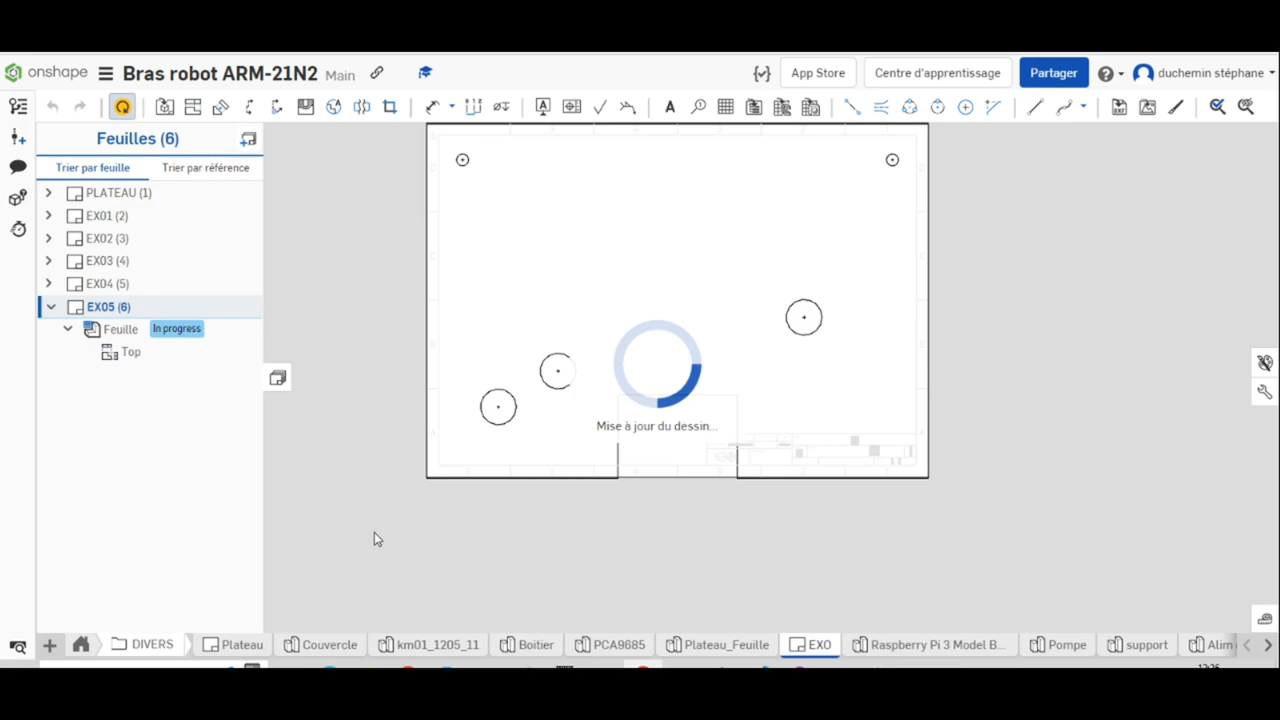 onshape
Bras robot ARM-21N2 Main
App Store
Centre d'apprentissage
Partager
duchemin stéphane
Feuilles (6)
Trier par feuille
Trier par référence
PLATEAU (1)
EX01 (2)
EX02 (3)
EX03 (4)
EX04 (5)
EX05 (6)
Feuille
In progress
Top
Mise à jour du dessin...
DIVERS
Plateau
Couvercle
km01_1205_11
Boitier
PCA9685
Plateau_Feuille
EXO
Raspberry Pi 3 Model B...
Pompe
support
Alim